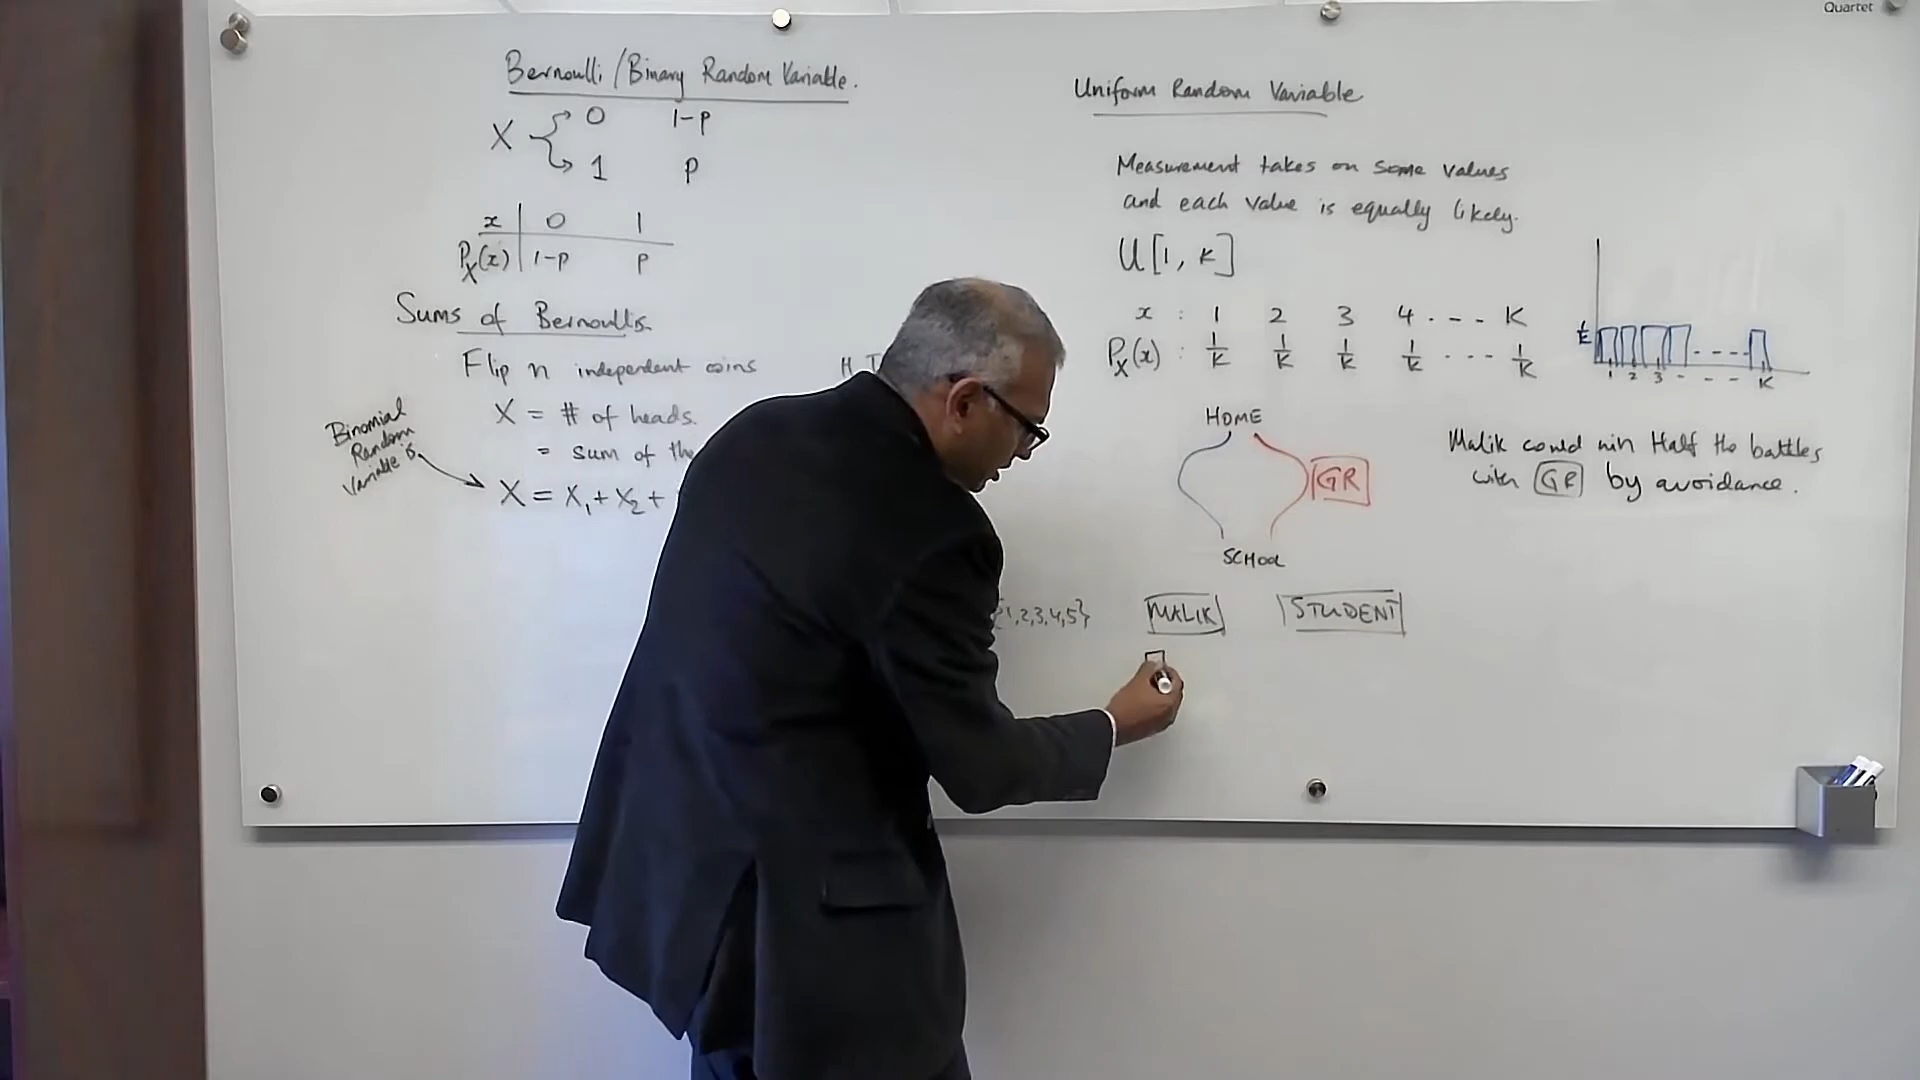 Quartet
Bernoulli/Binary Random Variable.
X 0 1-p
1 p
x 0 1
P_X(x) 1-p p
Sums of Bernoullis.
Flip n independent coins
H T
X = # of heads.
= sum of the
Binomial
Random
Variable is
X = X₁ + X₂ +
Uniform Random Variable
Measurement takes on some values
and each value is equally likely.
U[1, K]
x : 1 2 3 4 . - - - K
P_X(x) : 1/K 1/K 1/K 1/K - - - 1/K
1/K
1 2 3 - - - - K
HOME
GR
SCHOOL
Malik could win Half the battles
with GR by avoidance.
{1,2,3,4,5}
MALIK
STUDENT